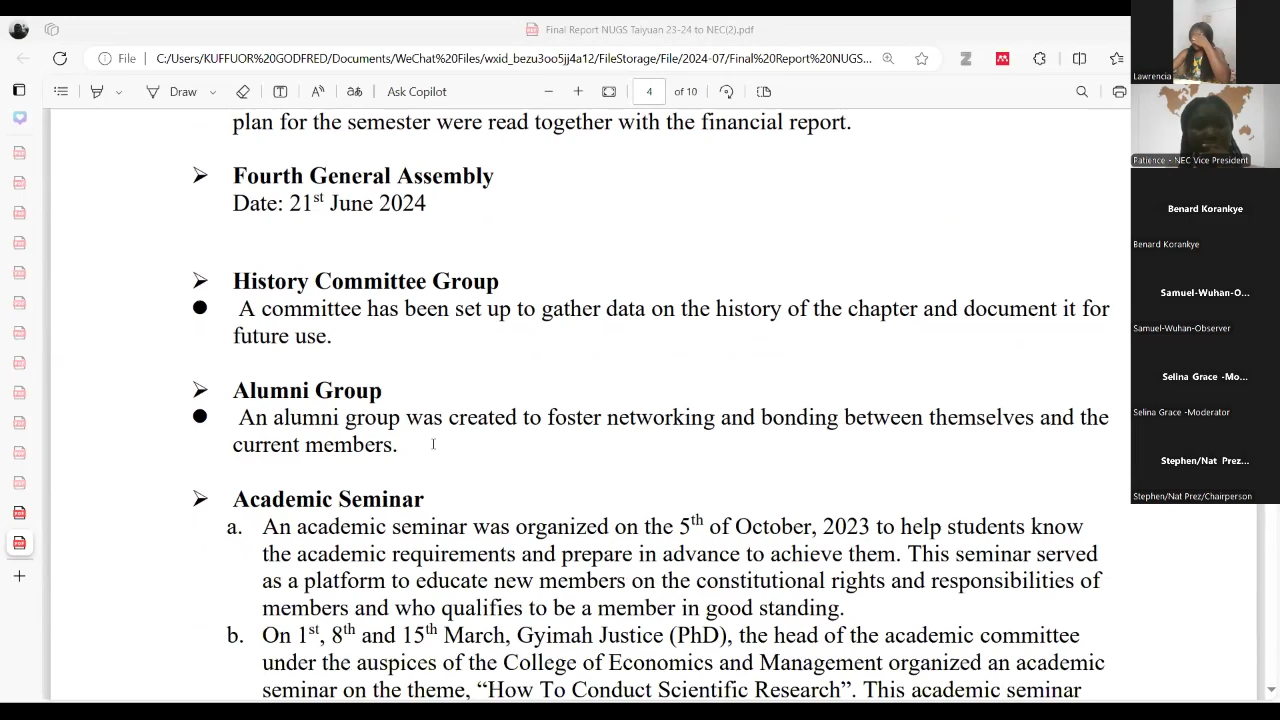 Final Report NUGS Taiyuan 23-24 to NEC(2).pdf
File C:/Users/KUFFUOR%20GODFERED/Documents/WeChat%20Files/wxid_bezu3oo5jj4a12/FileStorage/File/2024-07/Final%20Report%20NUGS...
Draw Ask Copilot 4 of 10
plan for the semester were read together with the financial report.
➢ Fourth General Assembly
Date: 21st June 2024
➢ History Committee Group
● A committee has been set up to gather data on the history of the chapter and document it for
future use.
➢ Alumni Group
● An alumni group was created to foster networking and bonding between themselves and the
current members.
➢ Academic Seminar
a. An academic seminar was organized on the 5th of October, 2023 to help students know
the academic requirements and prepare in advance to achieve them. This seminar served
as a platform to educate new members on the constitutional rights and responsibilities of
members and who qualifies to be a member in good standing.
b. On 1st, 8th and 15th March, Gyimah Justice (PhD), the head of the academic committee
under the auspices of the College of Economics and Management organized an academic
seminar on the theme, “How To Conduct Scientific Research”. This academic seminar
Lawrencia
Patience - NEC Vice President
Benard Korankye
Benard Korankye
Samuel-Wuhan-O...
Samuel-Wuhan-Observer
Selina Grace -Mo...
Selina Grace -Moderator
Stephen/Nat Prez...
Stephen/Nat Prez/Chairperson